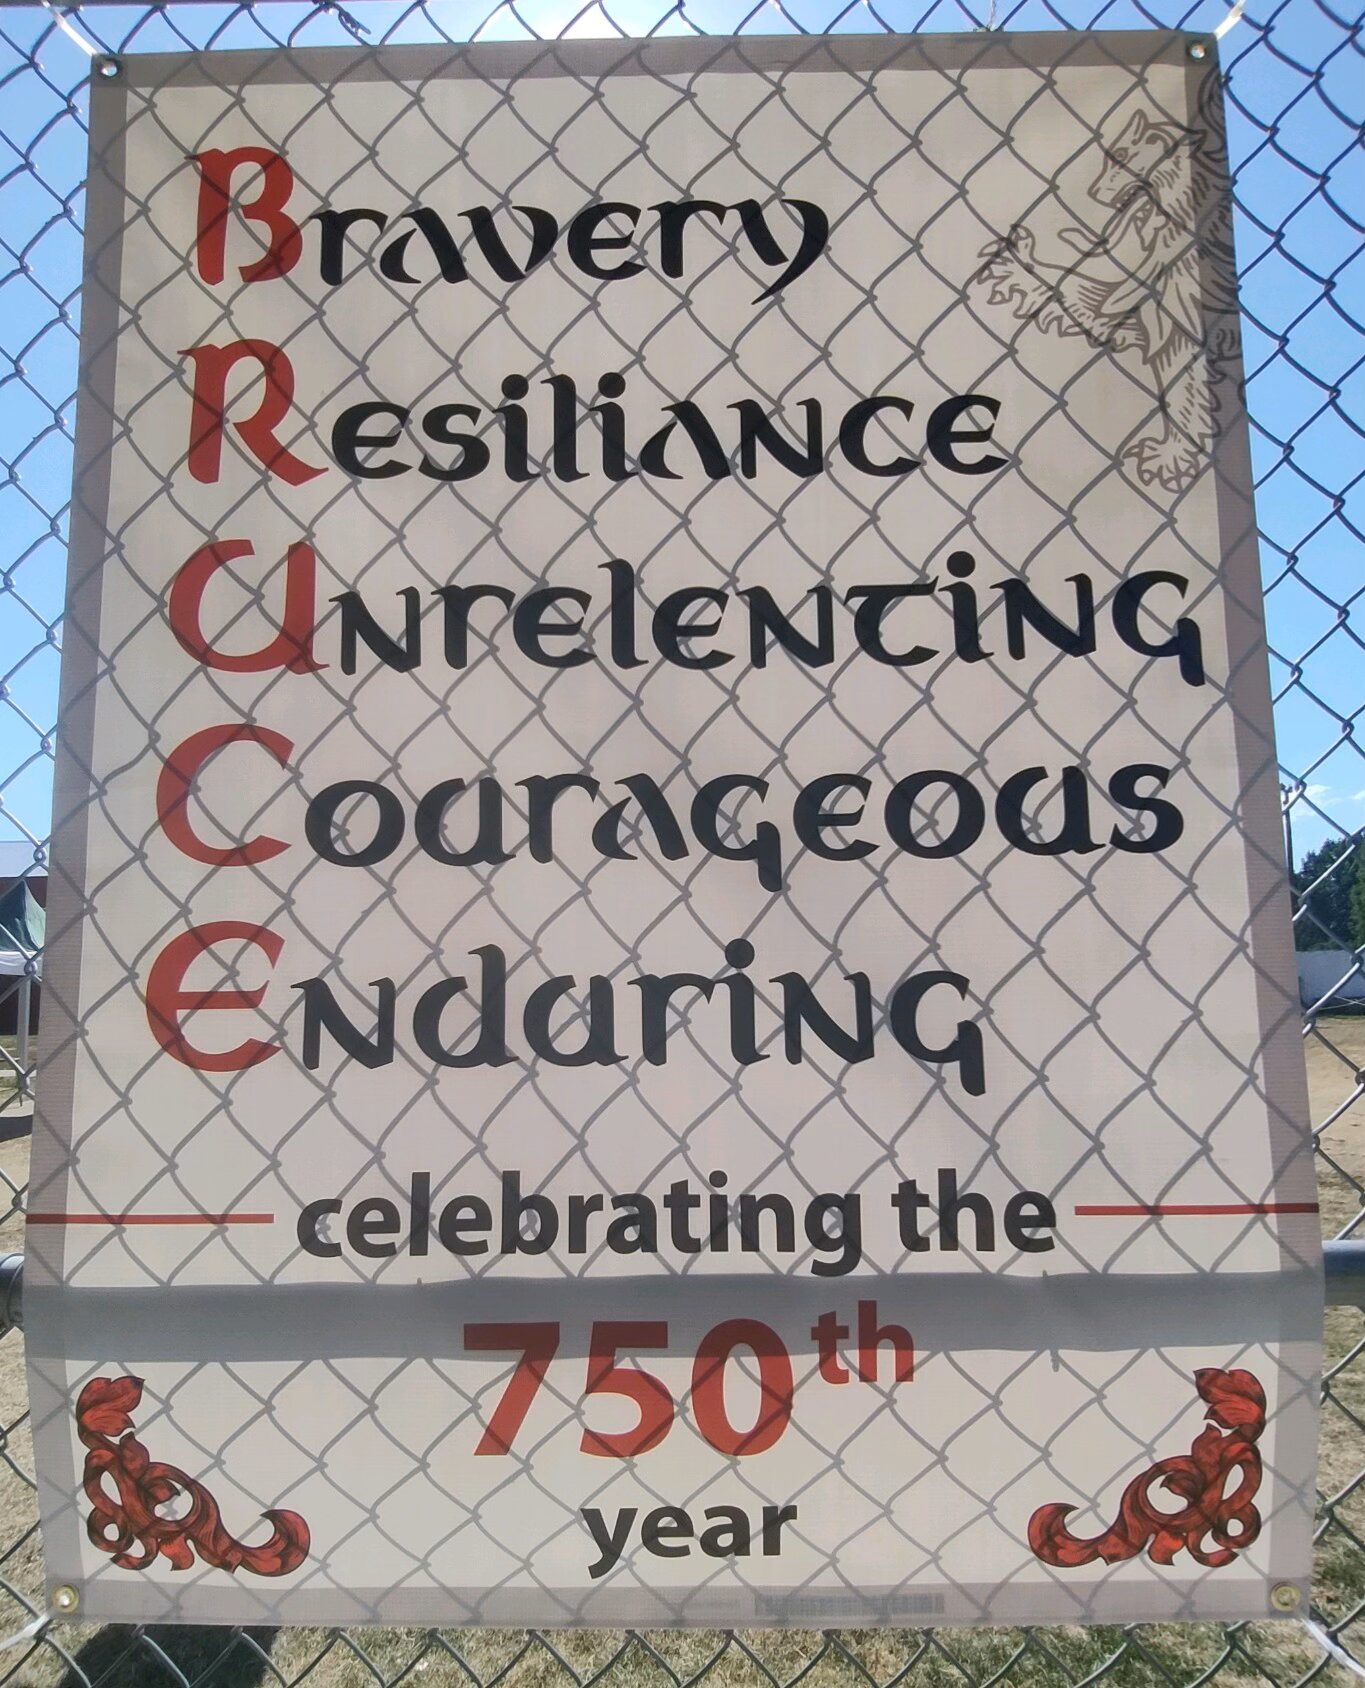 Bravery
Resiliance
Unrelenting
Courageous
Enduring
celebrating the
750th
year